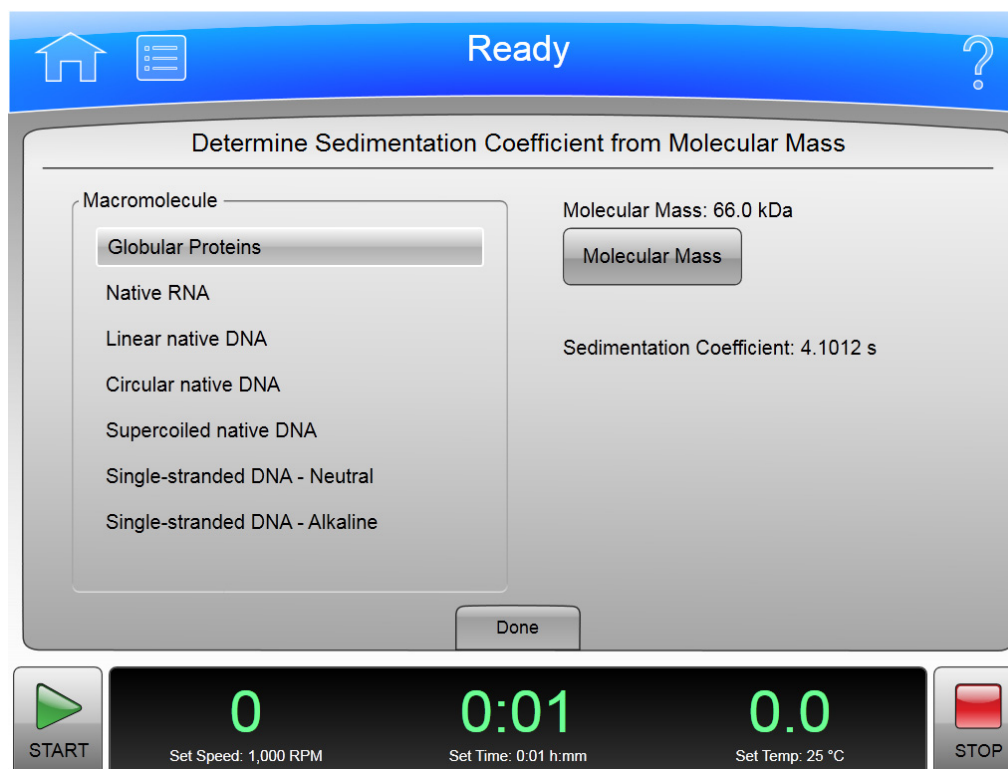 Ready
Determine Sedimentation Coefficient from Molecular Mass
Macromolecule
Globular Proteins
Native RNA
Linear native DNA
Circular native DNA
Supercoiled native DNA
Single-stranded DNA - Neutral
Single-stranded DNA - Alkaline
Molecular Mass: 66.0 kDa
Molecular Mass
Sedimentation Coefficient: 4.1012 s
Done
START
0
Set Speed: 1,000 RPM
0:01
Set Time: 0:01 h:mm
0.0
Set Temp: 25 °C
STOP